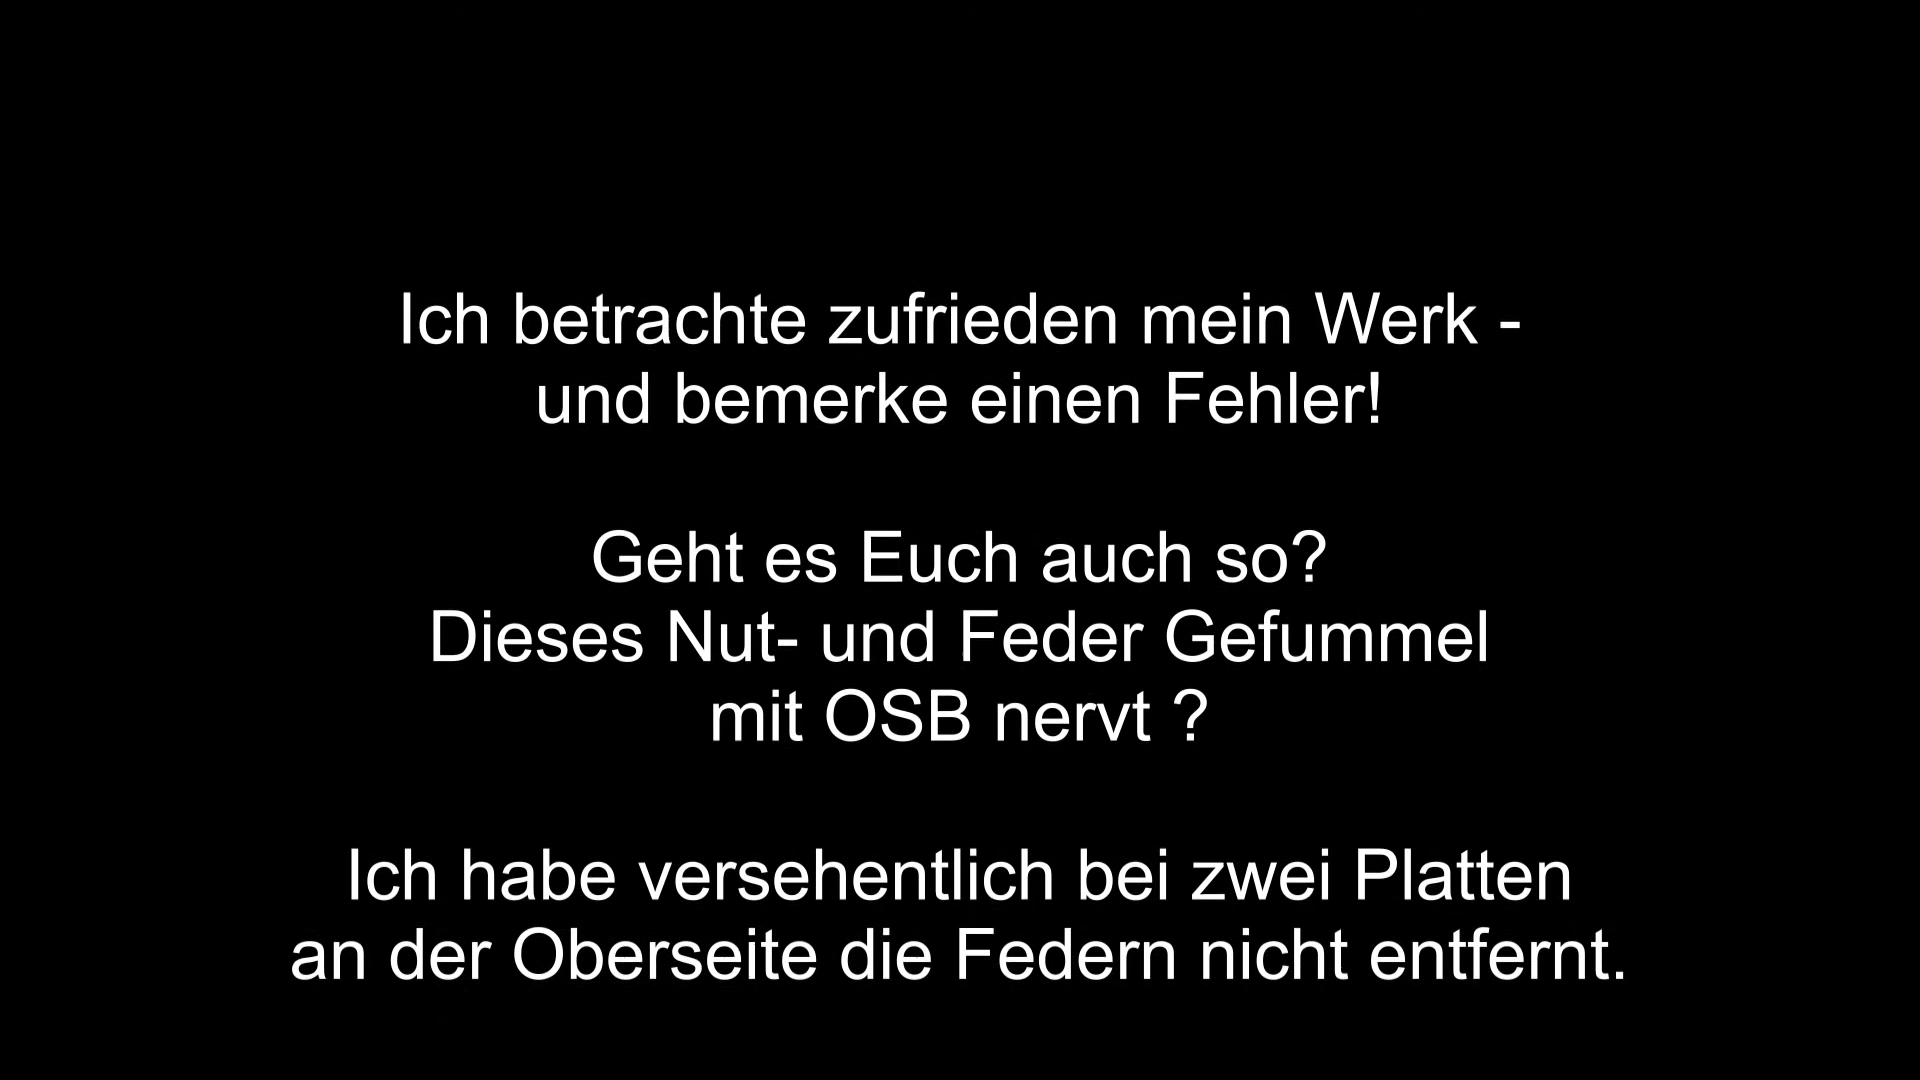 Ich betrachte zufrieden mein Werk -
und bemerke einen Fehler!
Geht es Euch auch so?
Dieses Nut- und Feder Gefummel
mit OSB nervt ?
Ich habe versehentlich bei zwei Platten
an der Oberseite die Federn nicht entfernt.